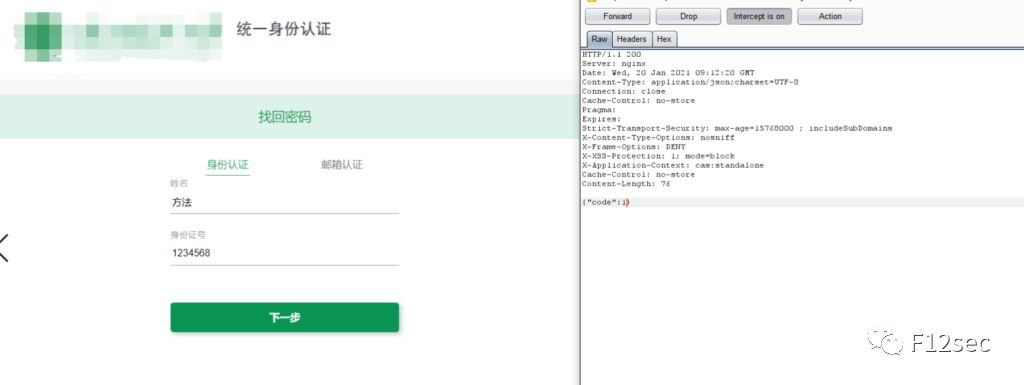 统一身份认证
找回密码
身份认证
邮箱认证
姓名
方法
身份证号
1234568
下一步
Forward
Drop
Intercept is on
Action
Raw
Headers
Hex
HTTP/1.1 200
Server: nginx
Date: Wed, 20 Jan 2021 09:12:20 GMT
Content-Type: application/json;charset=UTF-8
Connection: close
Cache-Control: no-store
Pragma:
Expires:
Strict-Transport-Security: max-age=15768000 ; includeSubDomains
X-Content-Type-Options: nosniff
X-Frame-Options: DENY
X-XSS-Protection: 1; mode=block
X-Application-Context: cas:standalone
Cache-Control: no-store
Content-Length: 76
{"code":1}
F12sec